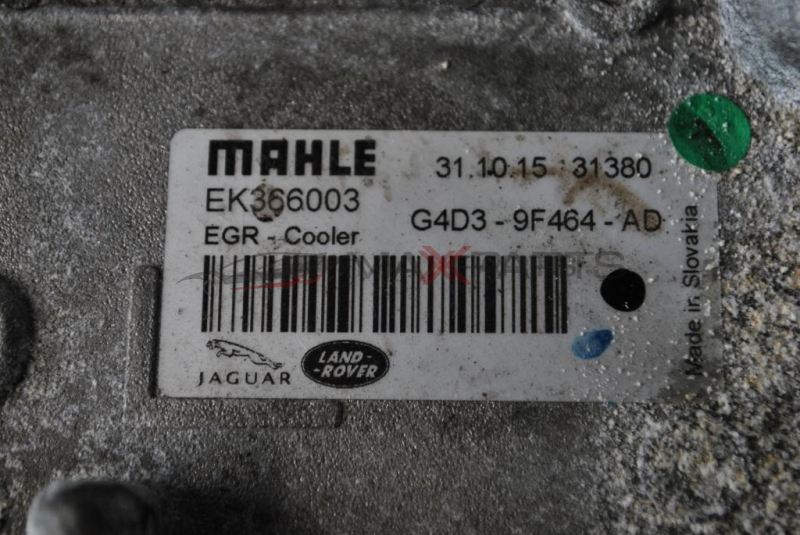 MAHLE 31.10.15 31380
EK366003
G4D3 - 9F464 - AD
EGR - Cooler
JAGUAR
LAND-
-ROVER
Made in Slovakia